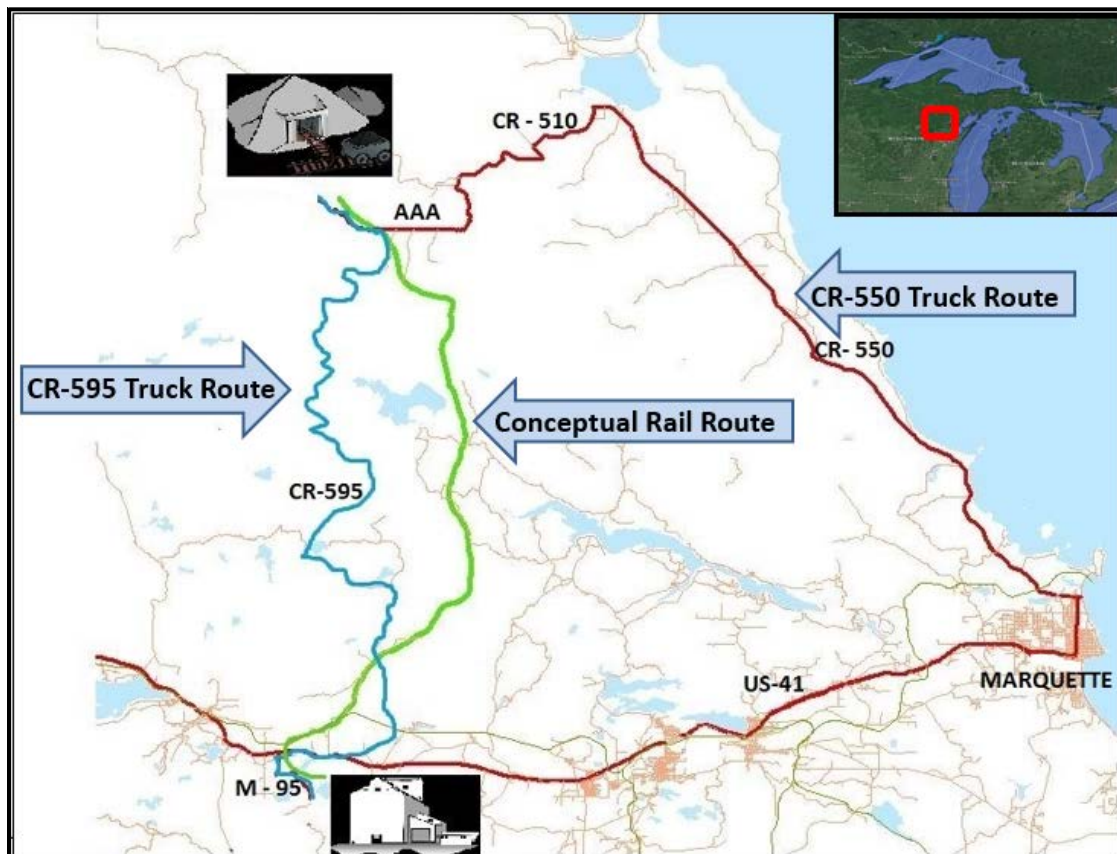 CR - 510
AAA
CR-550 Truck Route
CR- 550
CR-595 Truck Route
Conceptual Rail Route
CR-595
US-41
MARQUETTE
M - 95